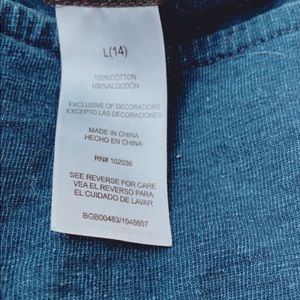 L(14)
100%COTTON
100%ALGODÓN
EXCLUSIVE OF DECORATIONS
EXCEPTO LAS DECORACIONES
MADE IN CHINA
HECHO EN CHINA
RN# 102036
SEE REVERSE FOR CARE
VEA EL REVERSO PARA
EL CUIDADO DE LAVAR
BGB00483/1046607